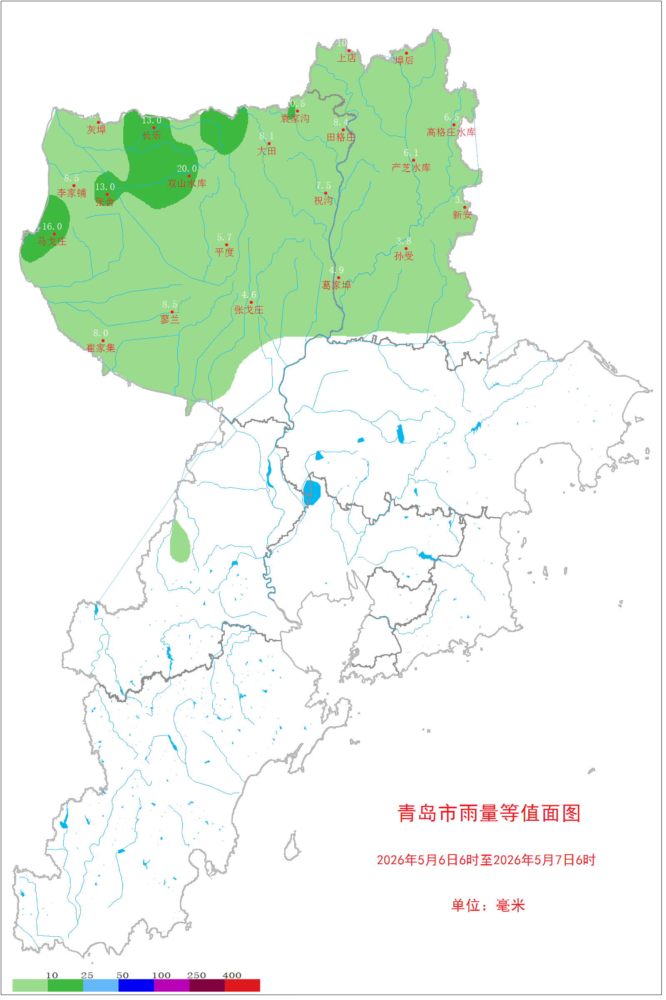 10
上店
埠后
10.5
袁家沟
6.5
高格庄水库
灰埠
13.0
长乐
8.4
田格庄
8.1
大田
6.1
产芝水库
20.0
双山水库
8.5
李家铺
13.0
张舍
7.5
祝沟
3.
新安
16.0
马戈庄
5.7
平度
3.8
孙受
4.9
葛家埠
4.6
张戈庄
8.5
蓼兰
8.0
崔家集
青岛市雨量等值面图
2026年5月6日6时至2026年5月7日6时
单位：毫米
10 25 50 100 250 400